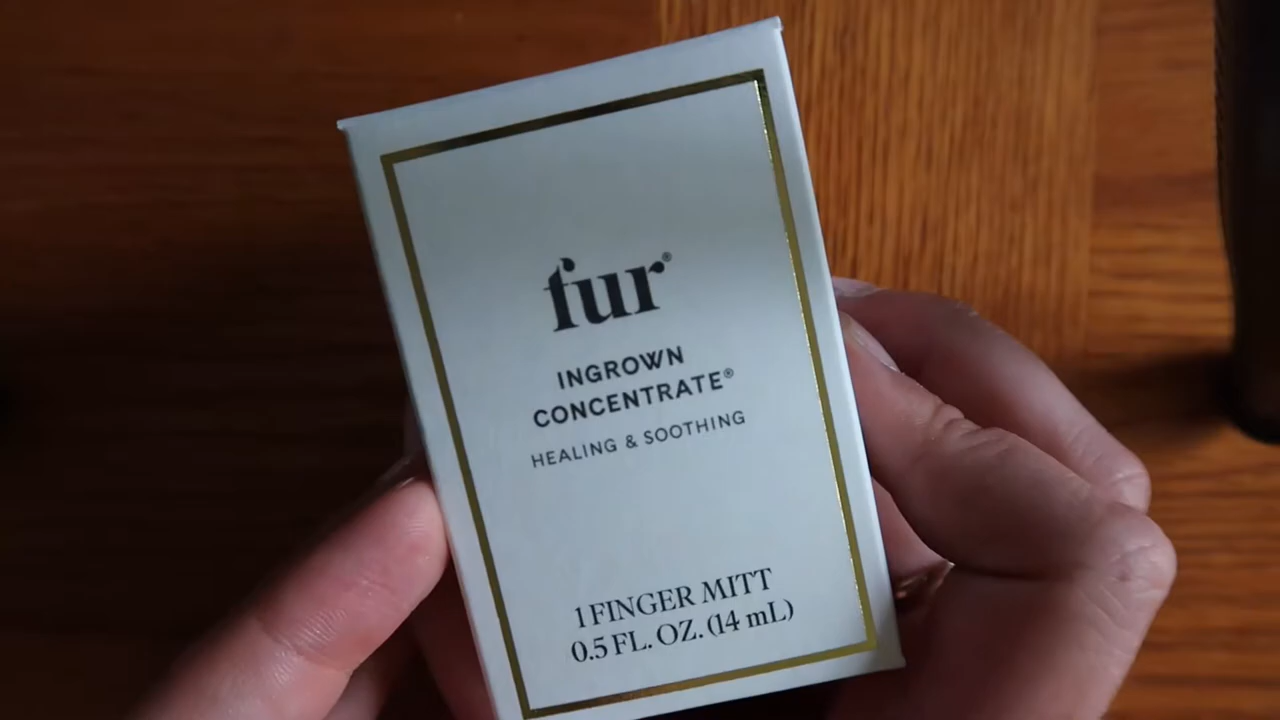 fur®
INGROWN
CONCENTRATE®
HEALING & SOOTHING
1 FINGER MITT
0.5 FL. OZ. (14 mL)